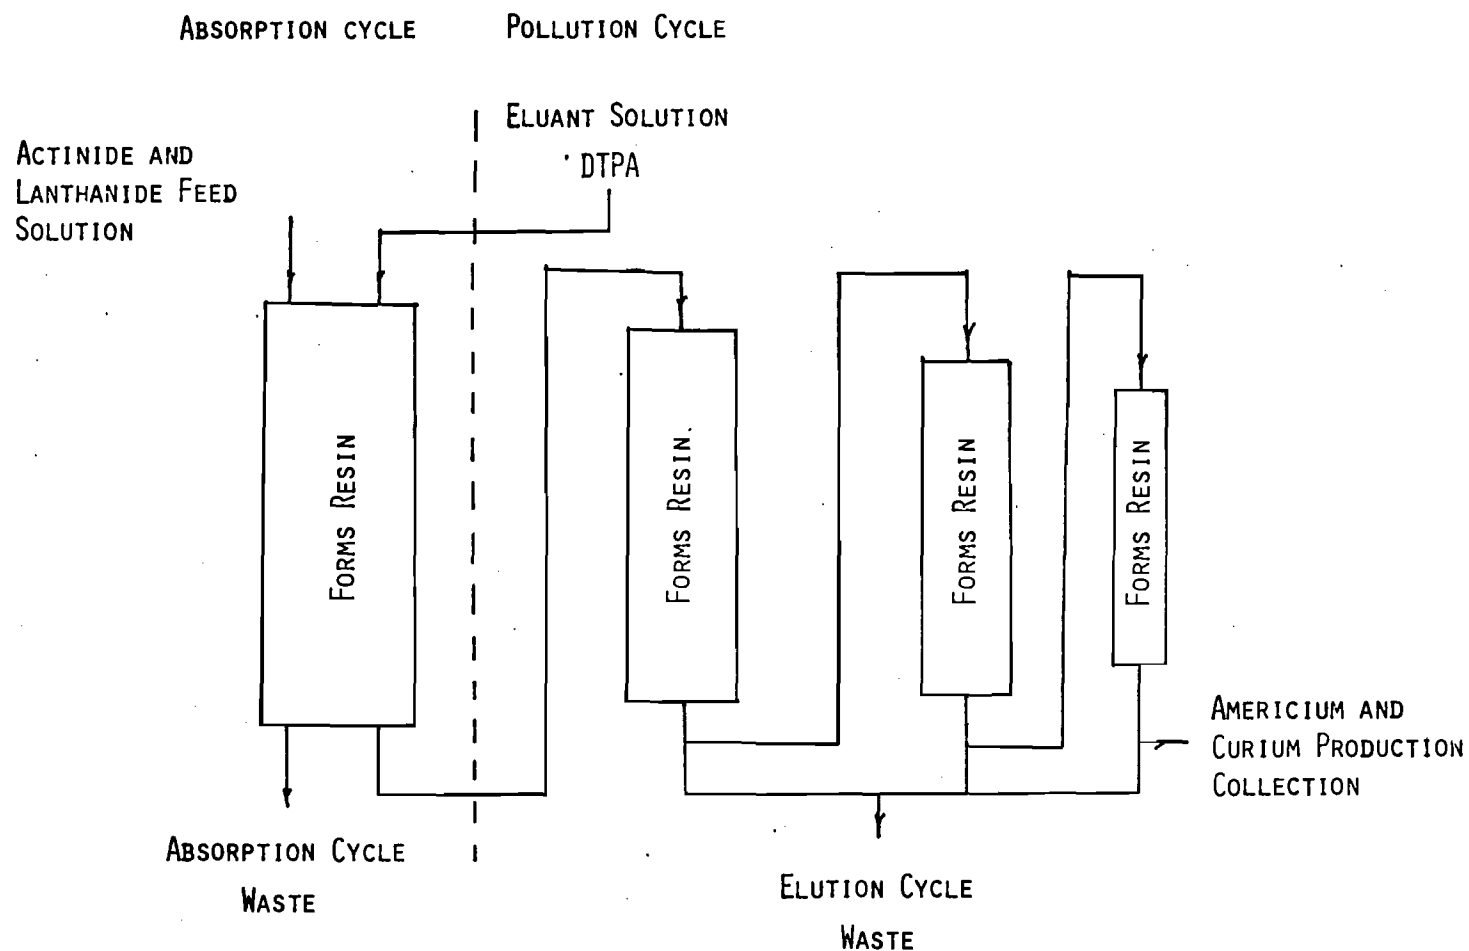 ABSORPTION CYCLE
POLLUTION CYCLE
ELUANT SOLUTION
DTPA
ACTINIDE AND
LANTHANIDE FEED
SOLUTION
FORMS RESIN
FORMS RESIN.
FORMS RESIN
FORMS RESIN
AMERICIUM AND
CURIUM PRODUCTION
COLLECTION
ABSORPTION CYCLE
WASTE
ELUTION CYCLE
WASTE